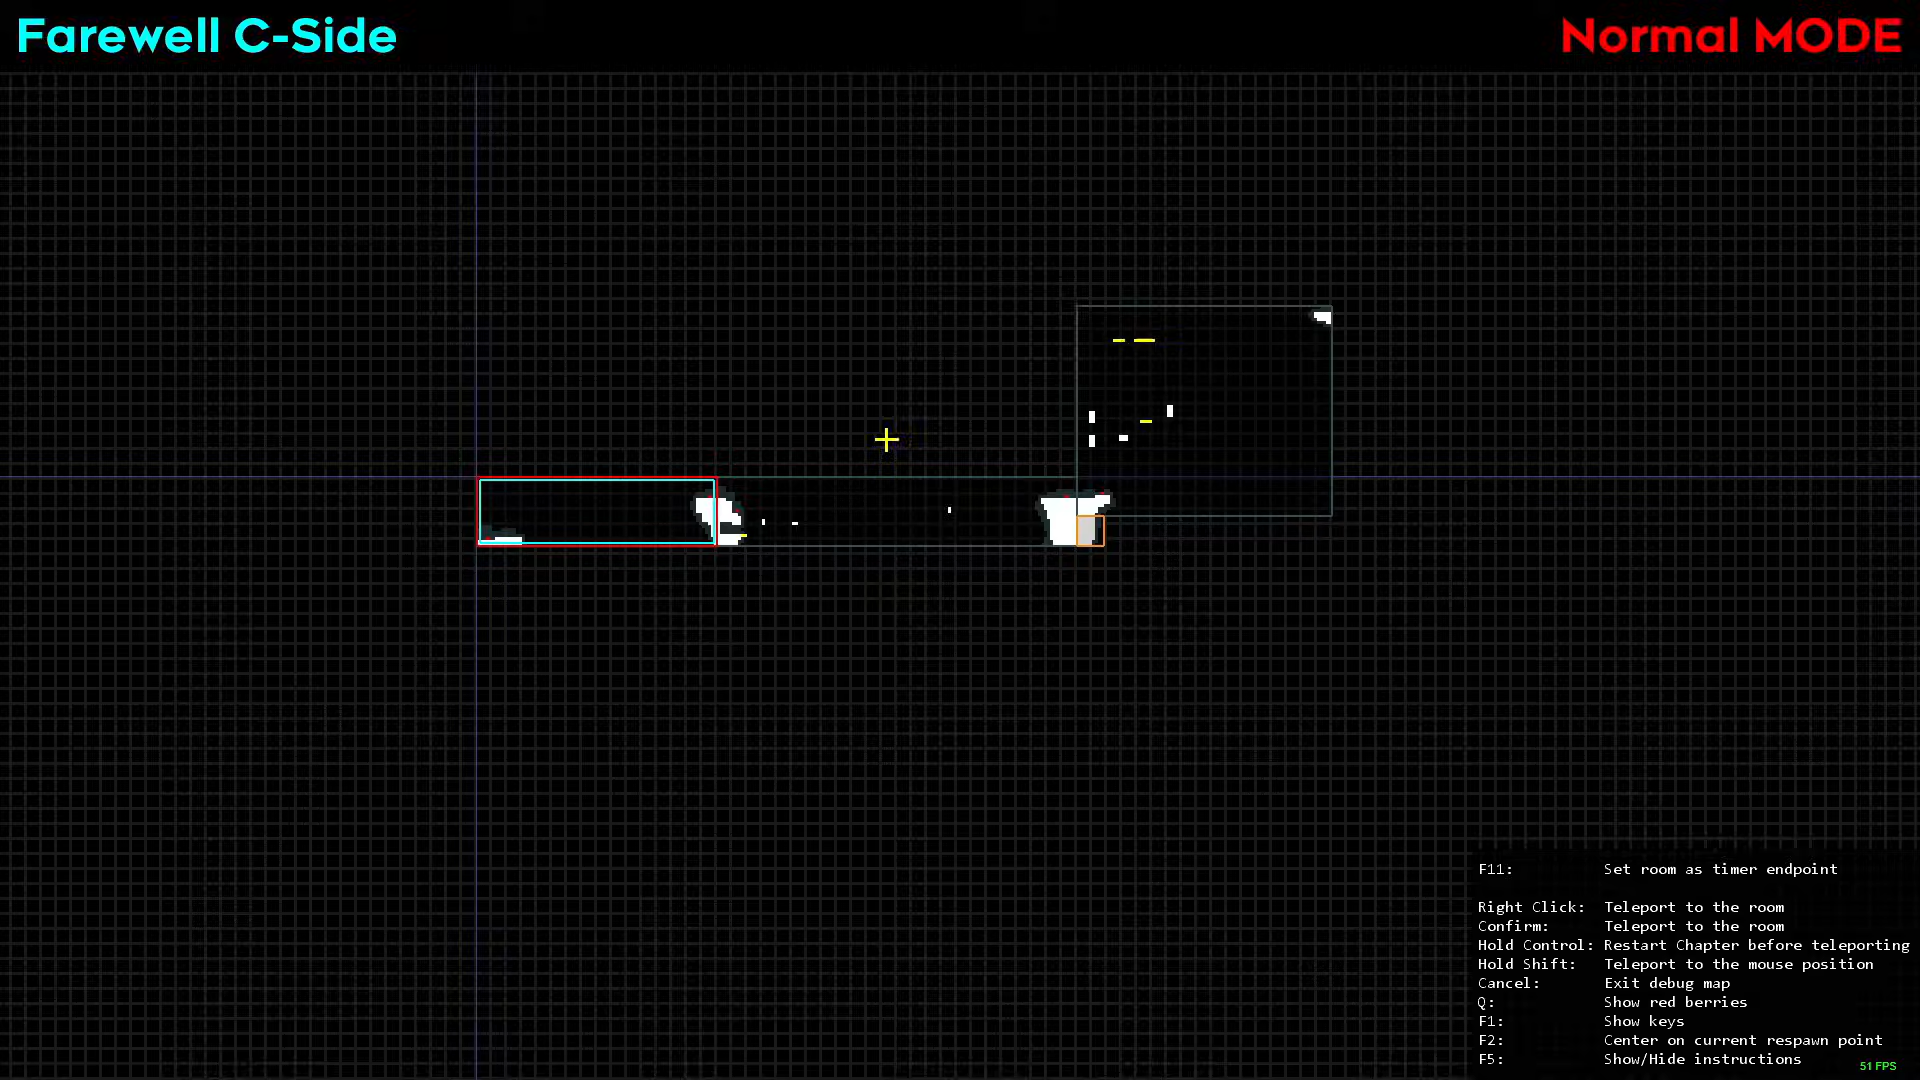 Farewell C-Side
Normal MODE
F11: Set room as timer endpoint
Right Click: Teleport to the room
Confirm: Teleport to the room
Hold Control: Restart Chapter before teleporting
Hold Shift: Teleport to the mouse position
Cancel: Exit debug map
Q: Show red berries
F1: Show keys
F2: Center on current respawn point
F5: Show/Hide instructions
51 FPS